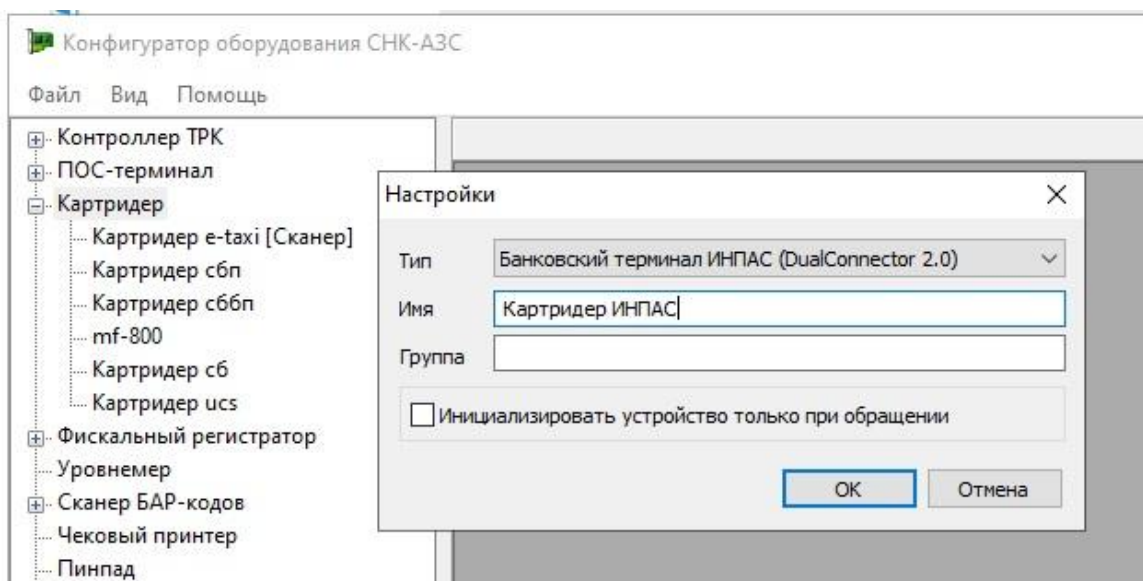 Конфигуратор оборудования СНК-АЗС
Файл Вид Помощь
Контроллер ТРК
ПОС-терминал
Картридер
Картридер e-taxi [Сканер]
Картридер сбп
Картридер сббп
mf-800
Картридер сб
Картридер ucs
Фискальный регистратор
Уровнемер
Сканер БАР-кодов
Чековый принтер
Пинпад
Настройки
Тип Банковский терминал ИНПАС (DualConnector 2.0)
Имя Картридер ИНПАС
Группа
Инициализировать устройство только при обращении
ОК Отмена